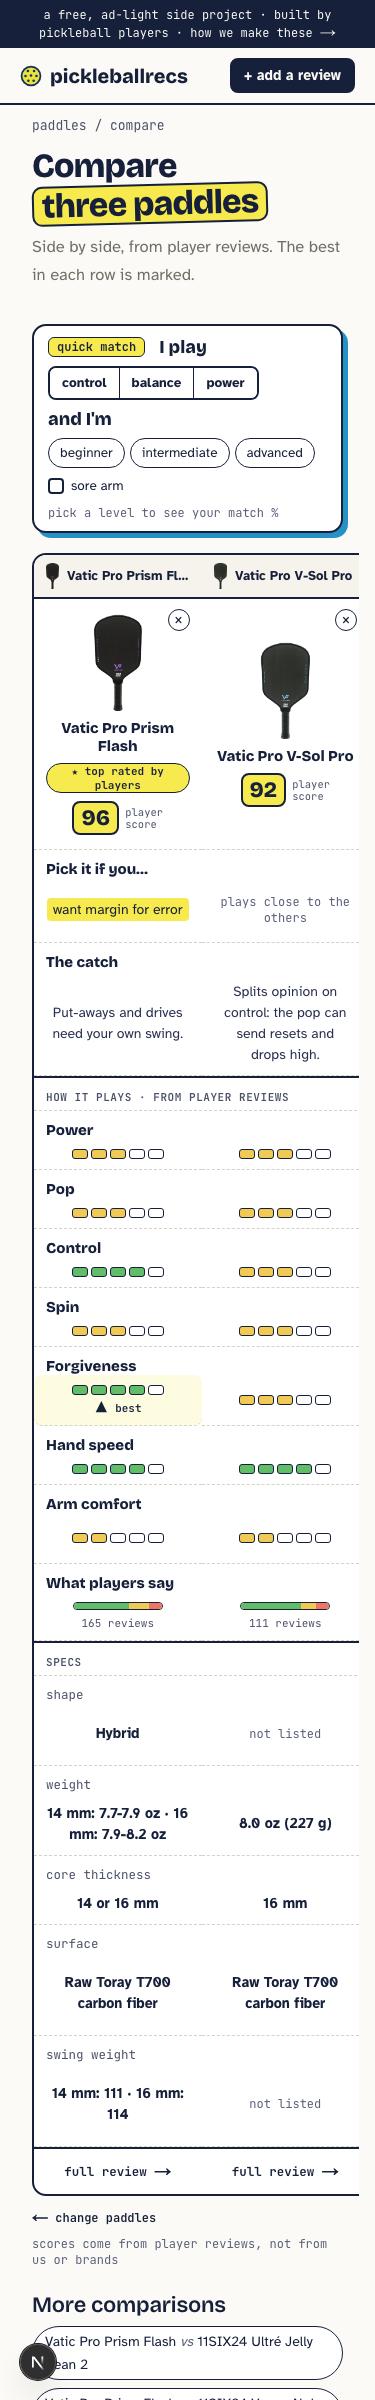 a free, ad-light side project · built by
pickleball players · how we make these →
pickleballrecs
+ add a review
paddles / compare
Compare
three paddles
Side by side, from player reviews. The best
in each row is marked.
quick match I play
control balance power
and I'm
beginner intermediate advanced
sore arm
pick a level to see your match %
Vatic Pro Prism Fl... Vatic Pro V-Sol Pro
× ×
Vatic Pro Prism
Flash
★ top rated by
players
96 player
score
Vatic Pro V-Sol Pro
92 player
score
Pick it if you...
want margin for error
plays close to the
others
The catch
Put-aways and drives
need your own swing.
Splits opinion on
control: the pop can
send resets and
drops high.
HOW IT PLAYS · FROM PLAYER REVIEWS
Power
Pop
Control
Spin
Forgiveness
▲ best
Hand speed
Arm comfort
What players say
165 reviews 111 reviews
SPECS
shape
Hybrid not listed
weight
14 mm: 7.7–7.9 oz · 16
mm: 7.9–8.2 oz
8.0 oz (227 g)
core thickness
14 or 16 mm 16 mm
surface
Raw Toray T700
carbon fiber
Raw Toray T700
carbon fiber
swing weight
14 mm: 111 · 16 mm:
114
not listed
full review → full review →
← change paddles
scores come from player reviews, not from
us or brands
More comparisons
Vatic Pro Prism Flash vs 11SIX24 Ultré Jelly
ean 2
N